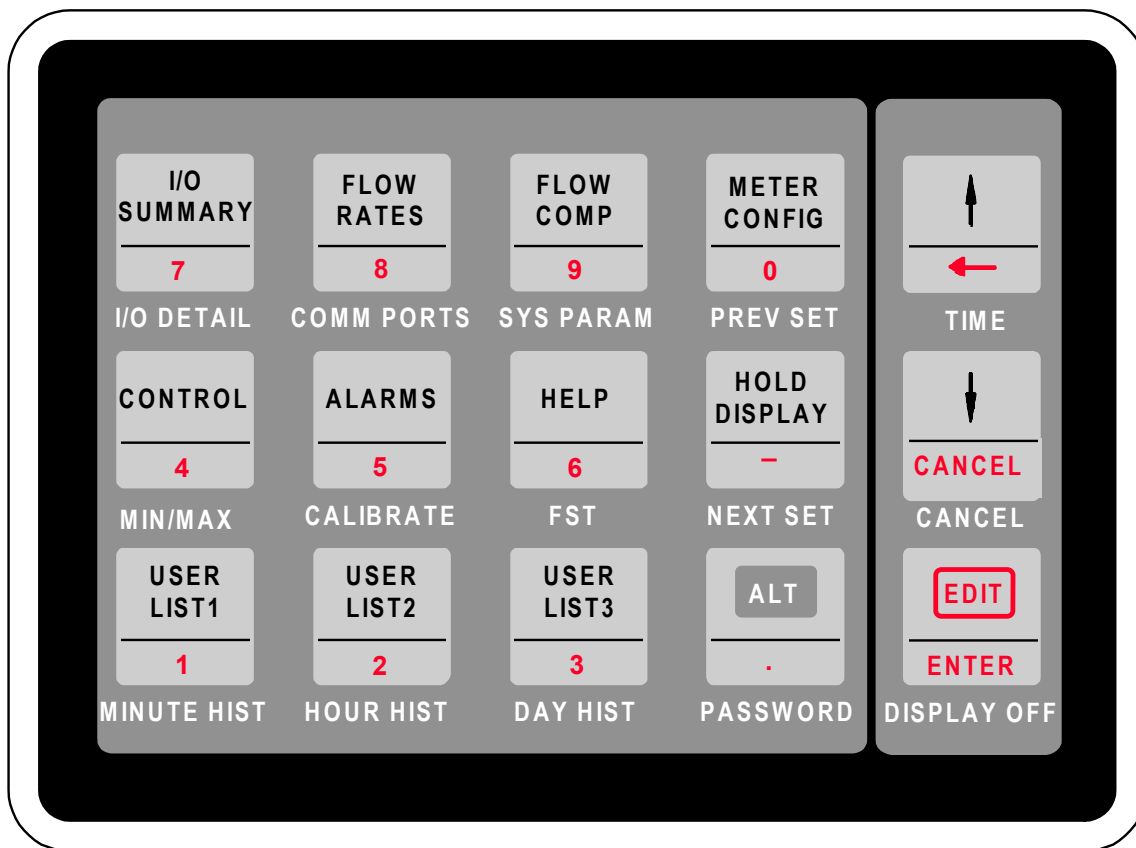 I/O
SUMMARY
7
I/O DETAIL
FLOW
RATES
8
COMM PORTS
FLOW
COMP
9
SYS PARAM
METER
CONFIG
0
PREV SET
TIME
CONTROL
4
MIN/MAX
ALARMS
5
CALIBRATE
HELP
6
FST
HOLD
DISPLAY
–
NEXT SET
CANCEL
CANCEL
USER
LIST1
1
MINUTE HIST
USER
LIST2
2
HOUR HIST
USER
LIST3
3
DAY HIST
ALT
.
PASSWORD
EDIT
ENTER
DISPLAY OFF